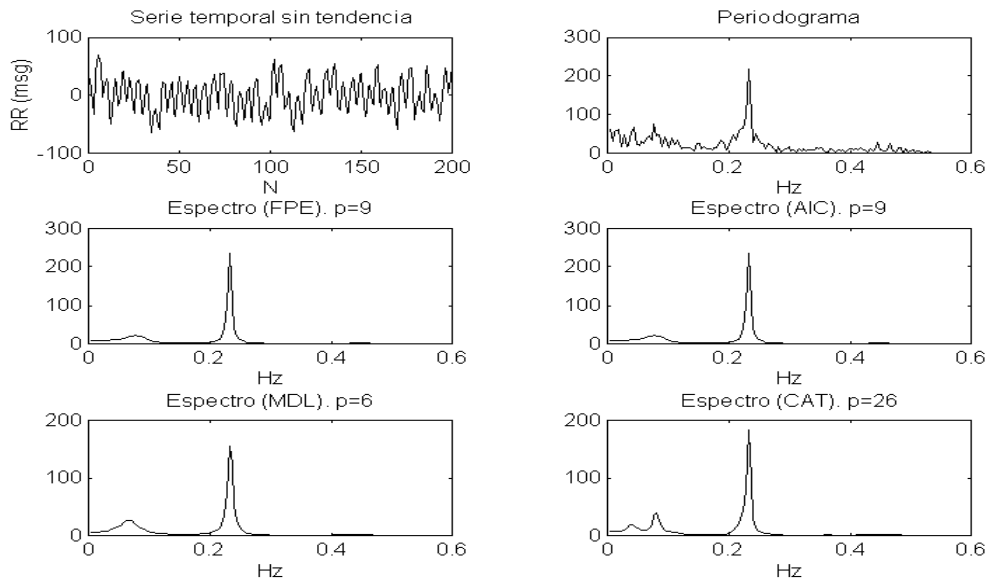 Serie temporal sin tendencia
100
0
-100
RR (msg)
0 50 100 150 200
N
Periodograma
300
200
100
0
0 0.2 0.4 0.6
Hz
Espectro (FPE). p=9
300
200
100
0
0 0.2 0.4 0.6
Hz
Espectro (AIC). p=9
300
200
100
0
0 0.2 0.4 0.6
Hz
Espectro (MDL). p=6
200
100
0
0 0.2 0.4 0.6
Hz
Espectro (CAT). p=26
200
100
0
0 0.2 0.4 0.6
Hz